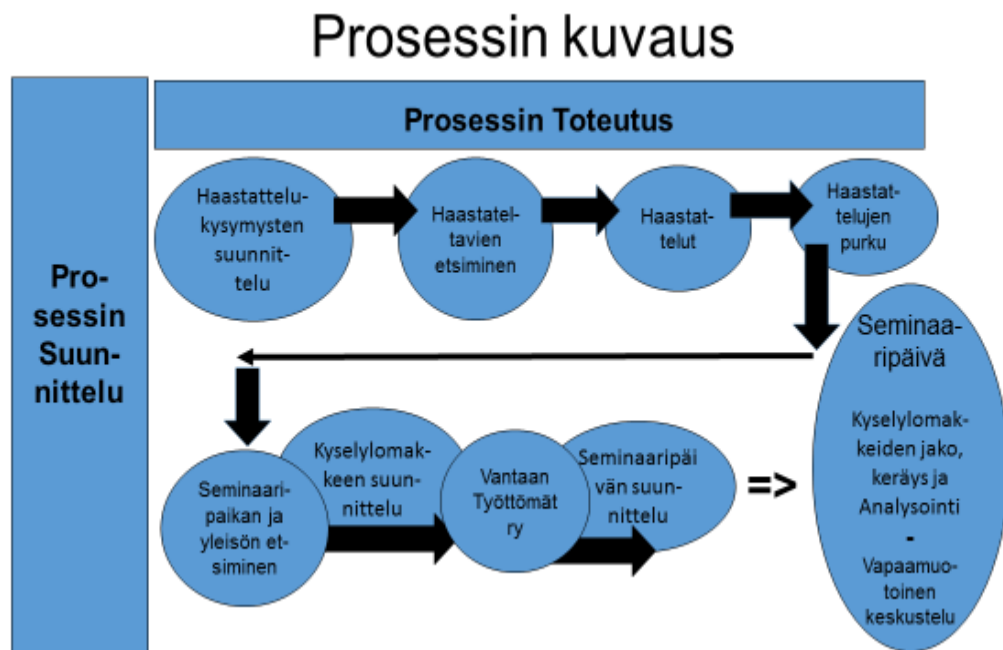 Prosessin kuvaus
Prosessin Toteutus
Pro-
sessin
Suun-
nittelu
Haastattelu-
kysymysten
suunnit-
telu
Haastatel-
tavien
etsiminen
Haastat-
telut
Haastat-
telujen
purku
Seminaari-
paikan ja
yleisön et-
siminen
Kyselylomak-
keen suun-
nittelu
Vantaan
Työttömät
ry
Seminaaripäi
vän suun-
nittelu
=>
Seminaa-
ripäivä
Kyselylomak-
keiden jako,
keräys ja
Analysointi
-
Vapaamuo-
toinen
keskustelu